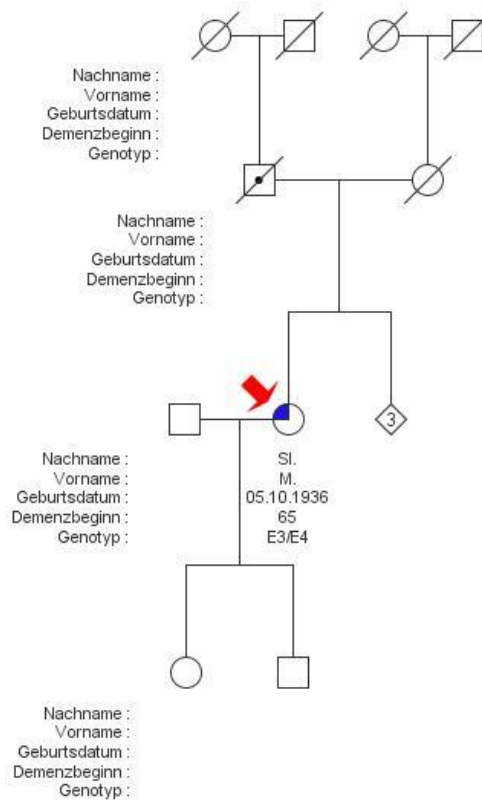 Nachname :
Vorname :
Geburtsdatum :
Demenzbeginn :
Genotyp :
Nachname :
Vorname :
Geburtsdatum :
Demenzbeginn :
Genotyp :
3
Nachname : Sl.
Vorname : M.
Geburtsdatum : 05.10.1936
Demenzbeginn : 65
Genotyp : E3/E4
Nachname :
Vorname :
Geburtsdatum :
Demenzbeginn :
Genotyp :